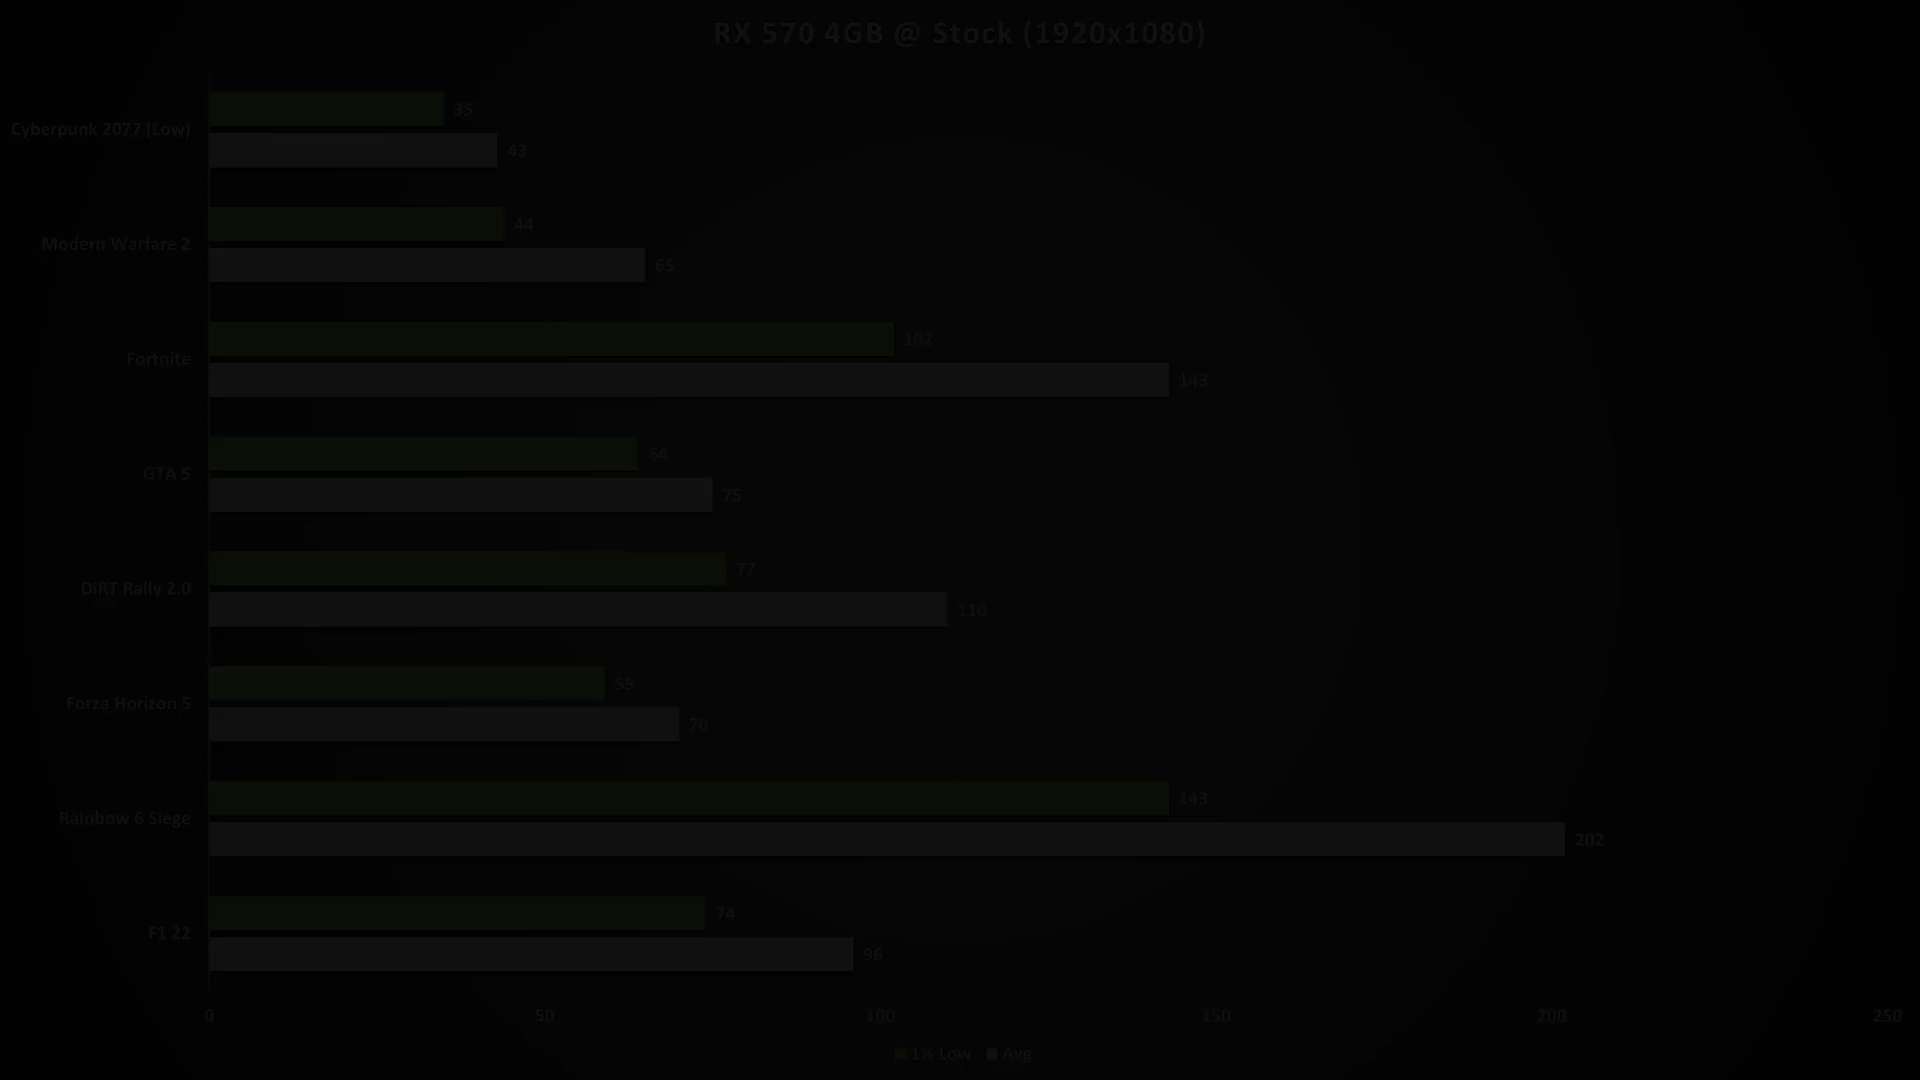 RX 570 4GB @ Stock (1920x1080)
35
Cyberpunk 2077 (Low)
43
44
Modern Warfare 2
65
102
Fortnite
143
64
GTA 5
75
77
DiRT Rally 2.0
110
59
Forza Horizon 5
70
143
Rainbow 6 Siege
202
74
F1 22
96
0 50 100 150 200 250
1% Low Avg